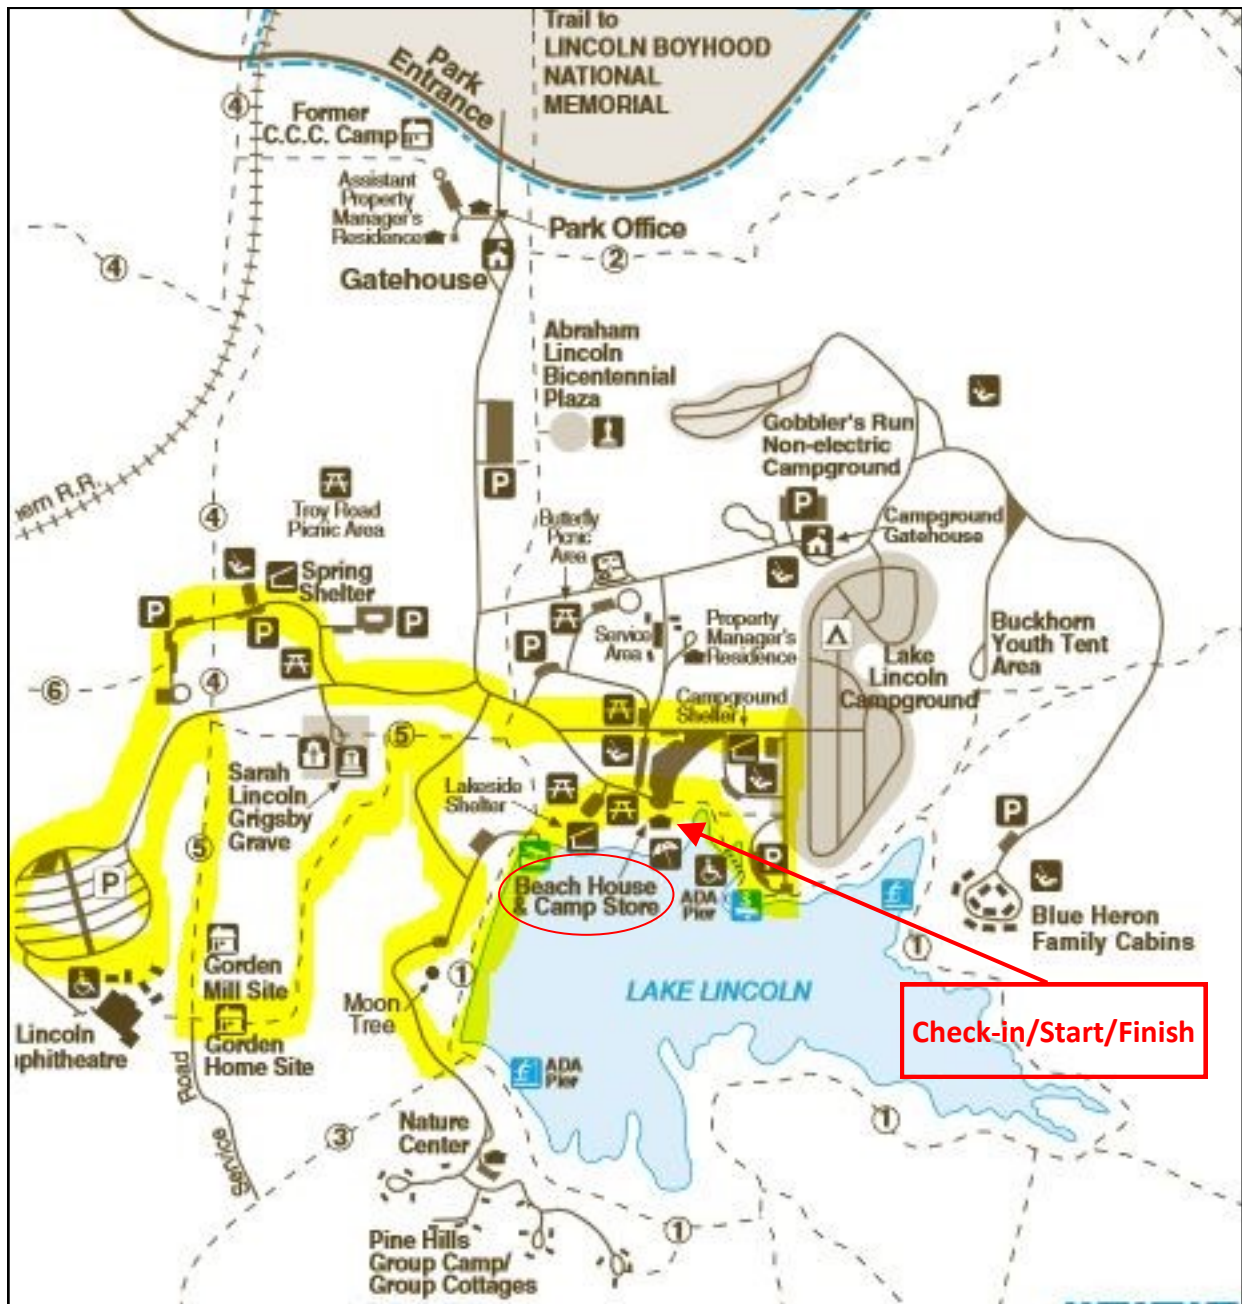 Trail to
LINCOLN BOYHOOD
NATIONAL
MEMORIAL
Park
Entrance
4
Former
C.C.C. Camp
Assistant
Property
Manager's
Residence
Park Office
2
4
Gatehouse
Abraham
Lincoln
Bicentennial
Plaza
Gobbler's Run
Non-electric
Campground
P
P
Campground
Gatehouse
hern R.R.
Troy Road
Picnic Area
4
Butterfly
Picnic
Area
Spring
Shelter
P
P
P
Service
Area
P
Property
Manager's
Residence
Buckhorn
Youth Tent
Area
Lake
Lincoln
Campground
6
4
Campground
Shelter
5
Sarah
Lincoln
Grigsby
Grave
Lakeside
Shelter
5
P
P
P
Beach House
& Camp Store
ADA
Pier
Blue Heron
Family Cabins
1
Gorden
Mill Site
1
Moon
Tree
LAKE LINCOLN
Check-in/Start/Finish
Lincoln
phitheatre
Gorden
Home Site
ADA
Pier
Road
Service
3
Nature
Center
1
1
Pine Hills
Group Camp/
Group Cottages